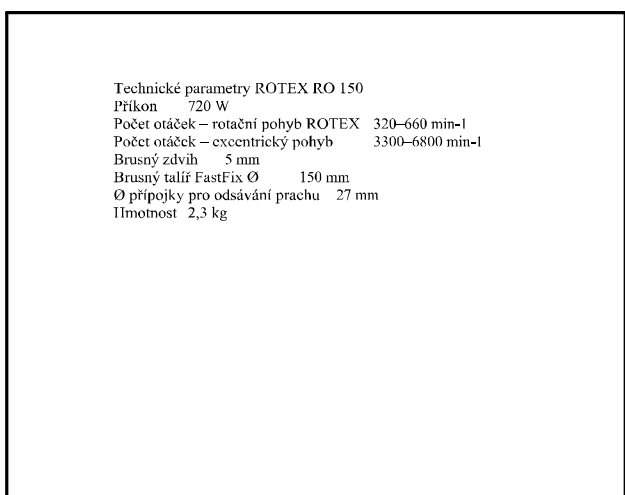 Technické parametry ROTEX RO 150
Příkon 720 W
Počet otáček – rotační pohyb ROTEX 320–660 min-1
Počet otáček – excentrický pohyb 3300–6800 min-1
Brusný zdvih 5 mm
Brusný talíř FastFix Ø 150 mm
Ø přípojky pro odsávání prachu 27 mm
Hmotnost 2,3 kg